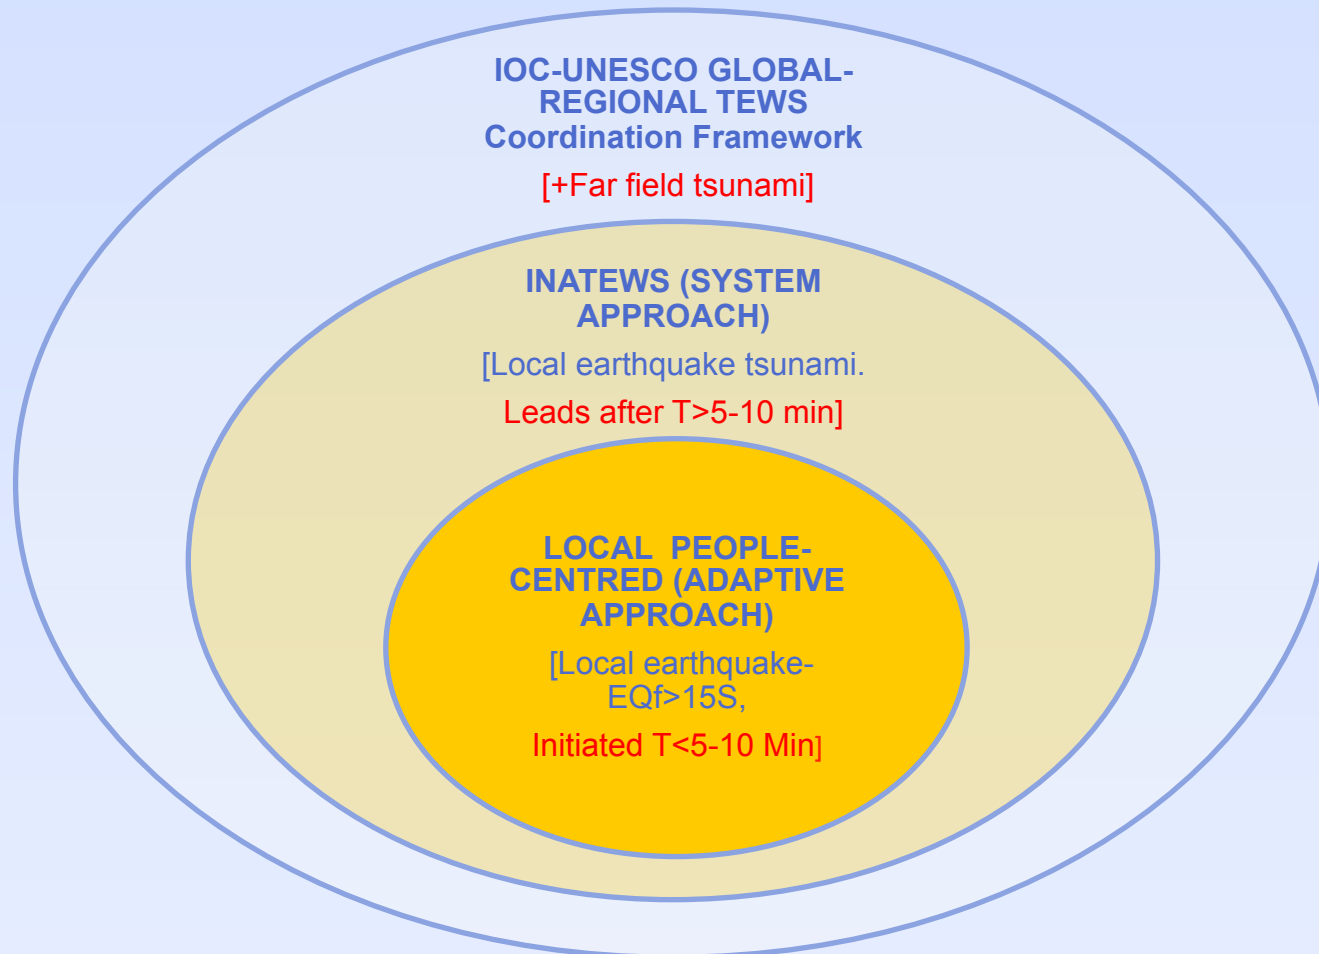 IOC-UNESCO GLOBAL-
REGIONAL TEWS
Coordination Framework
[+Far field tsunami]
INATEWS (SYSTEM
APPROACH)
[Local earthquake tsunami.
Leads after T>5-10 min]
LOCAL PEOPLE-
CENTRED (ADAPTIVE
APPROACH)
[Local earthquake-
EQf>15S,
Initiated T<5-10 Min]